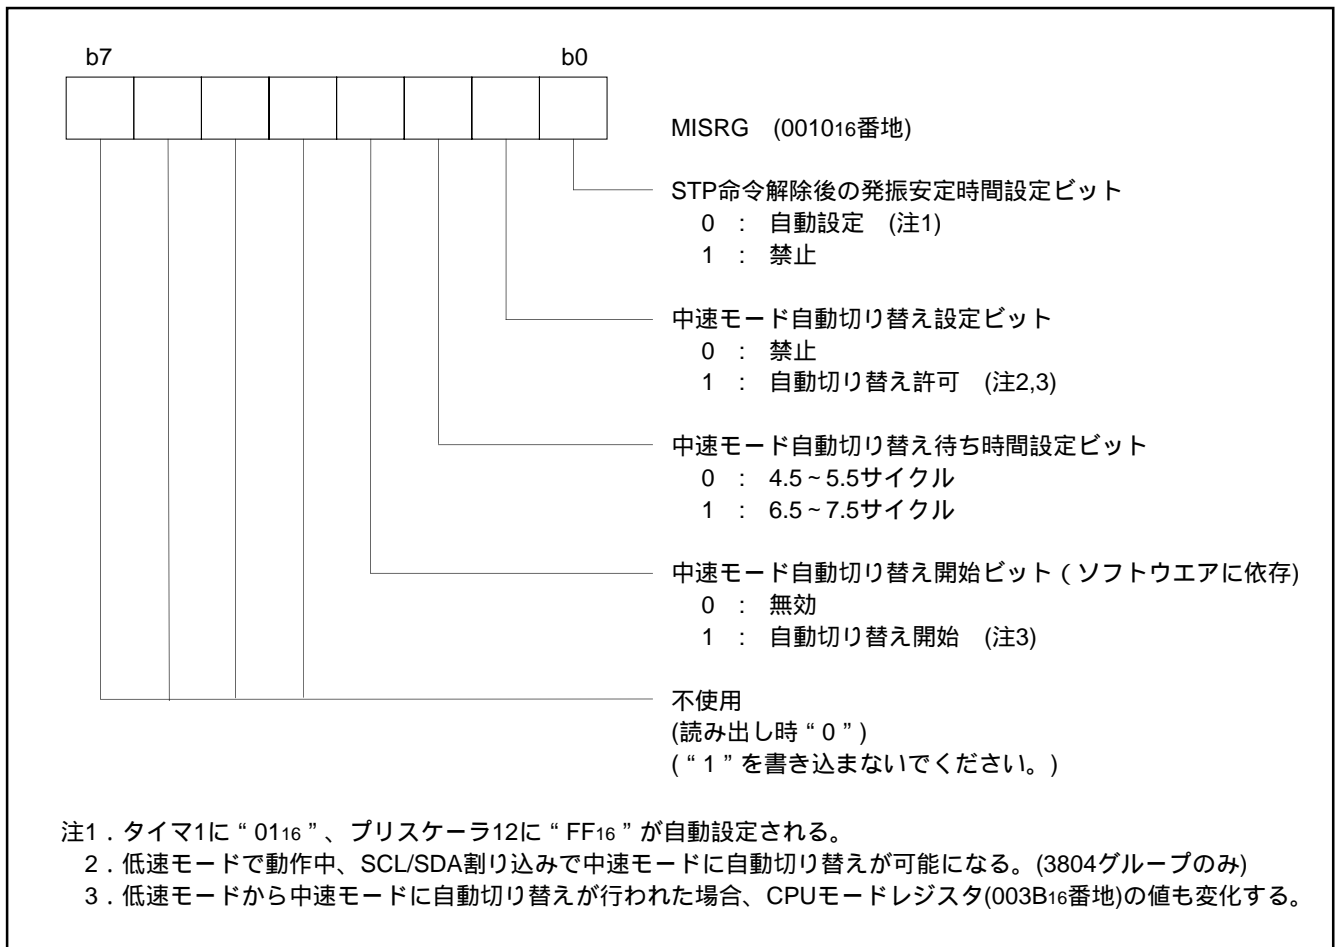 b7 b0
MISRG (001016番地)
STP命令解除後の発振安定時間設定ビット
0 : 自動設定 (注1)
1 : 禁止
中速モード自動切り替え設定ビット
0 : 禁止
1 : 自動切り替え許可 (注2,3)
中速モード自動切り替え待ち時間設定ビット
0 : 4.5~5.5サイクル
1 : 6.5~7.5サイクル
中速モード自動切り替え開始ビット(ソフトウエアに依存)
0 : 無効
1 : 自動切り替え開始 (注3)
不使用
(読み出し時“0”)
(“1”を書き込まないでください。)
注1．タイマ1に“0116”、プリスケーラ12に“FF16”が自動設定される。
2．低速モードで動作中、SCL/SDA割り込みで中速モードに自動切り替えが可能になる。(3804グループのみ)
3．低速モードから中速モードに自動切り替えが行われた場合、CPUモードレジスタ(003B16番地)の値も変化する。